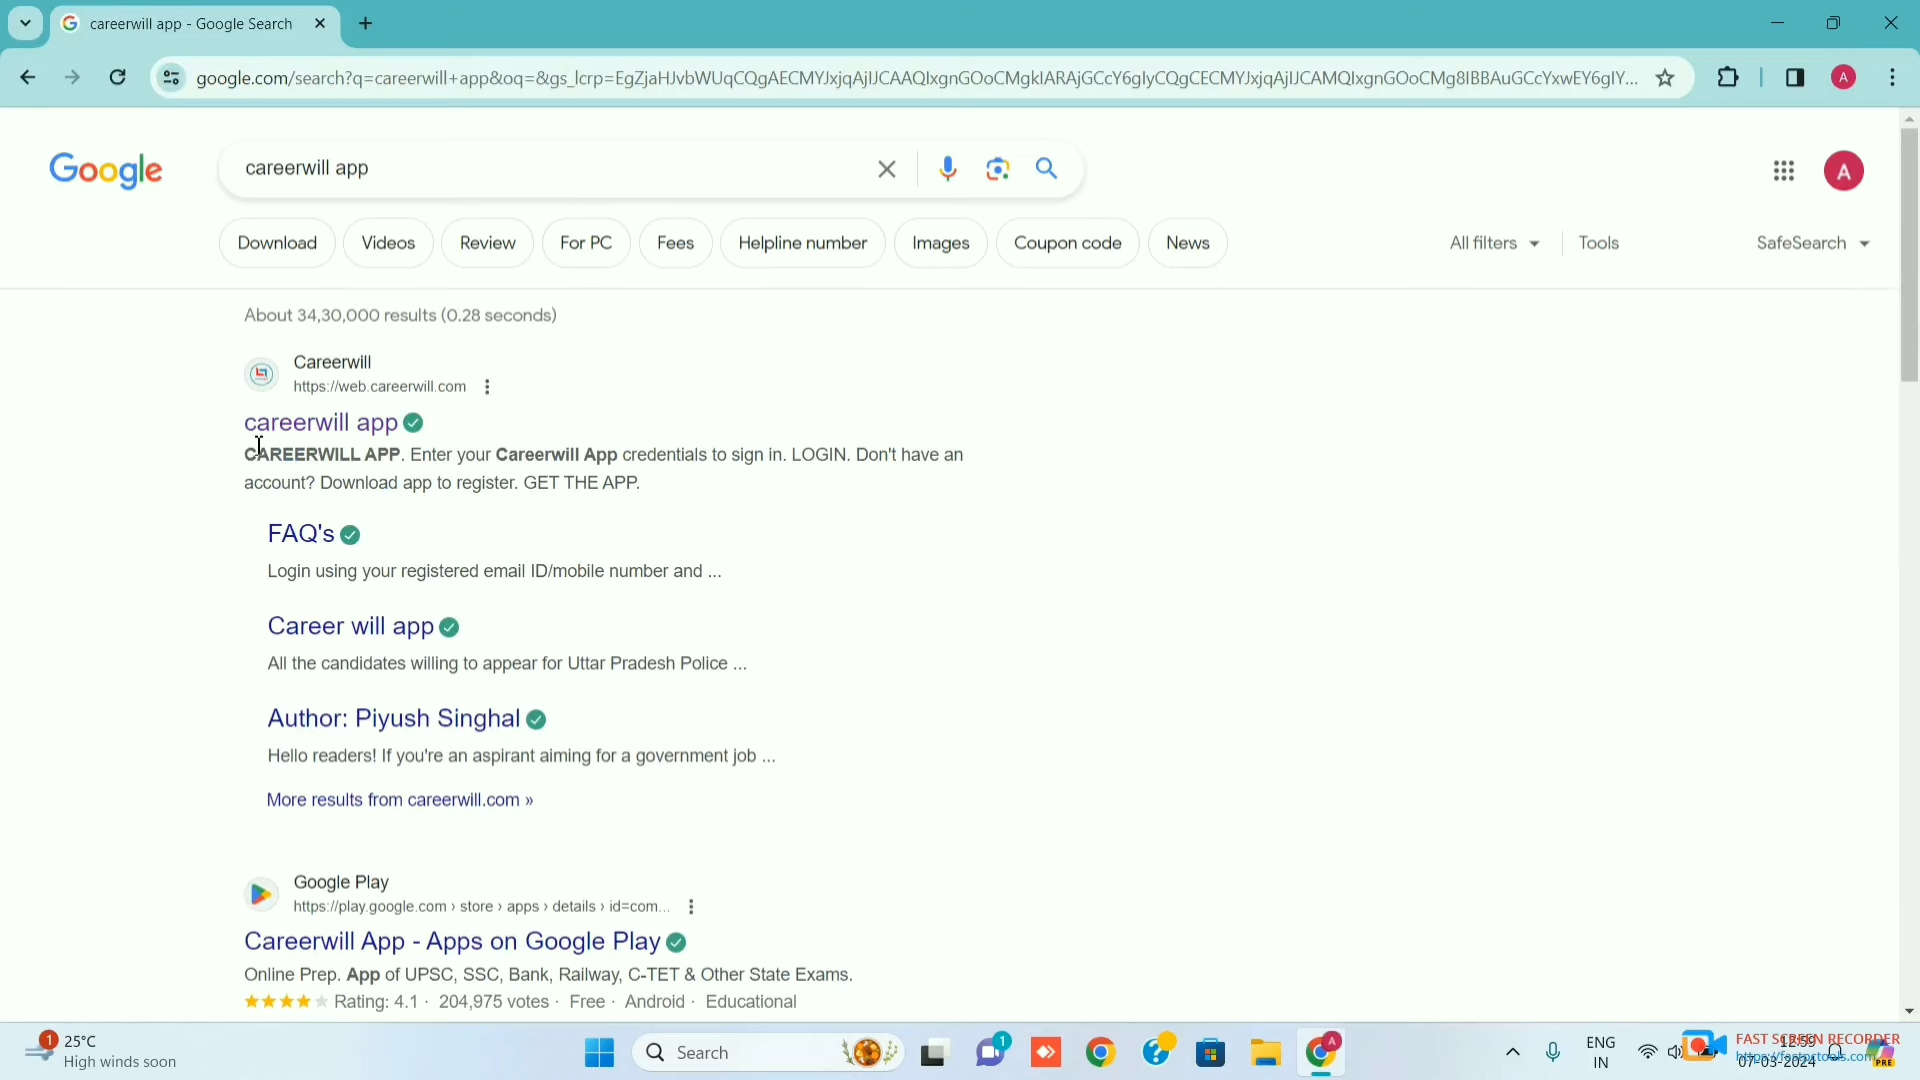 careerwill app - Google Search
google.com/search?q=careerwill+app&oq=&gs_lcrp=EgZjaHJvbWUqCQgAECMYJxjqAjIJCAAQIxgnGOoCMgkIARAjGCcY6gIyCQgCECMYJxjqAjIJCAMQIxgnGOoCMg8IBBAuGCcYxwEY6gIY...
A
Google
careerwill app
A
Download
Videos
Review
For PC
Fees
Helpline number
Images
Coupon code
News
All filters
Tools
SafeSearch
About 34,30,000 results (0.28 seconds)
Careerwill
https://web.careerwill.com
careerwill app
CAREERWILL APP. Enter your Careerwill App credentials to sign in. LOGIN. Don't have an
account? Download app to register. GET THE APP.
FAQ's
Login using your registered email ID/mobile number and ...
Career will app
All the candidates willing to appear for Uttar Pradesh Police ...
Author: Piyush Singhal
Hello readers! If you're an aspirant aiming for a government job ...
More results from careerwill.com »
Google Play
https://play.google.com › store › apps › details › id=com...
Careerwill App - Apps on Google Play
Online Prep. App of UPSC, SSC, Bank, Railway, C-TET & Other State Exams.
Rating: 4.1 · 204,975 votes · Free · Android · Educational
1
25°C
High winds soon
Search
1
A
ENG
IN
FAST SCREEN RECORDER
12:59
https://fastpctools.com
07-03-2024
PRE